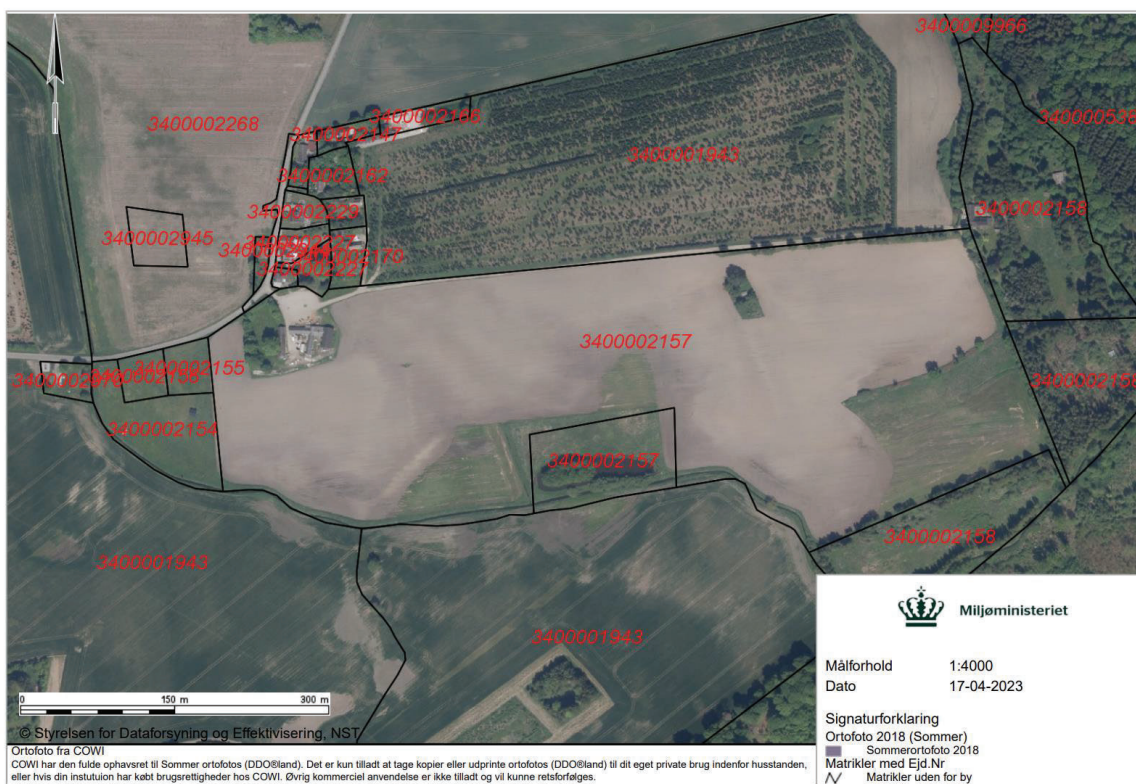 3400009966
3400002268
3400002166
3400002147
3400001943
3400002182
3400002158
3400002229
3400002945
3400002227
3400002170
3400002221
3400002157
3400002155
3400002154
3400002157
3400002158
3400001943
3400001943
Miljøministeriet
Målforhold 1:4000
Dato 17-04-2023
0 150 m 300 m
Signaturforklaring
Ortofoto 2018 (Sommer)
© Styrelsen for Dataforsyning og Effektivisering, NST
Sommerortofoto 2018
Ortofoto fra COWI
Matrikler med Ejd.Nr
COWI har den fulde ophavsret til Sommer ortofotos (DDO®land). Det er kun tilladt at tage kopier eller udprinte ortofotos (DDO®land) til dit eget private brug indenfor husstanden,
eller hvis din instutuion har købt brugsrettigheder hos COWI. Øvrig kommerciel anvendelse er ikke tilladt og vil kunne retsforfølges.
Matrikler uden for by